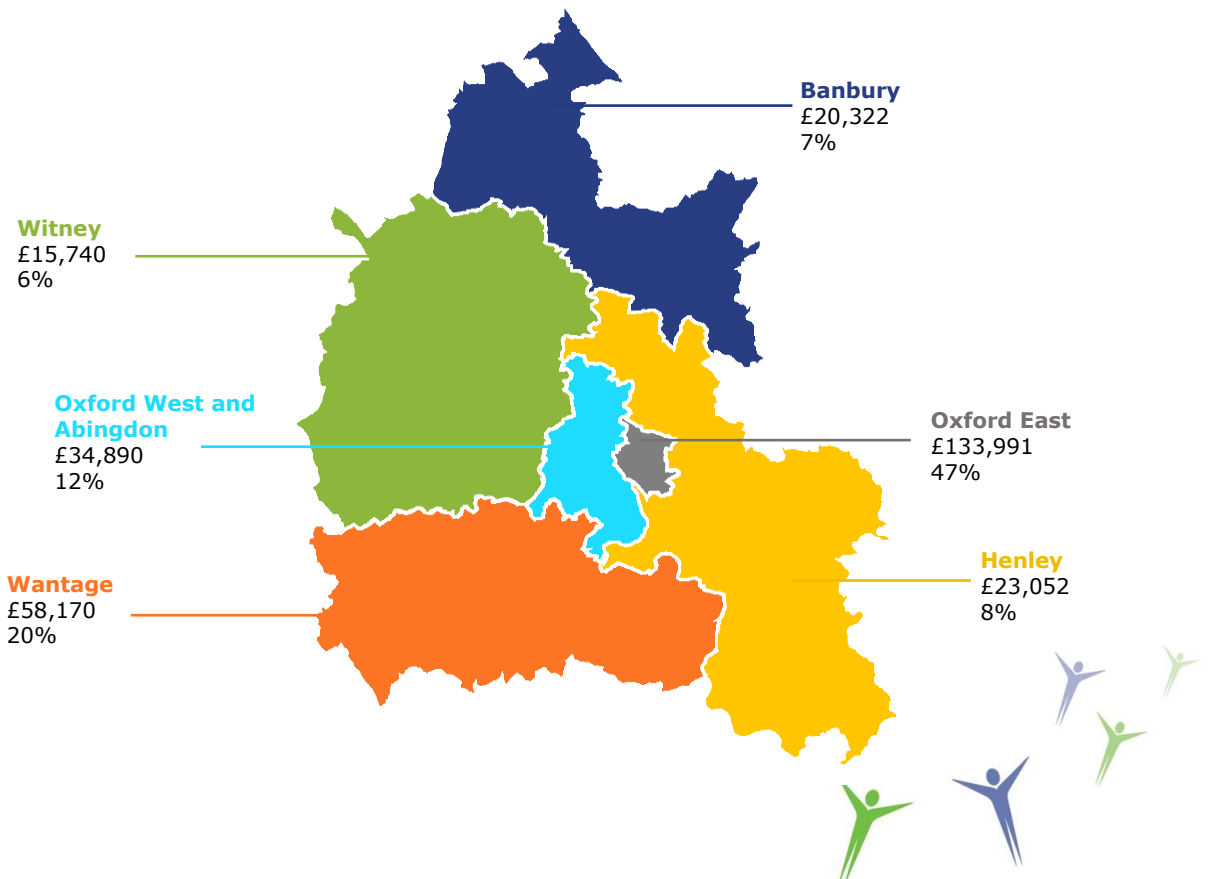 Banbury
£20,322
7%
Witney
£15,740
6%
Oxford West and
Abingdon
£34,890
12%
Oxford East
£133,991
47%
Henley
£23,052
8%
Wantage
£58,170
20%